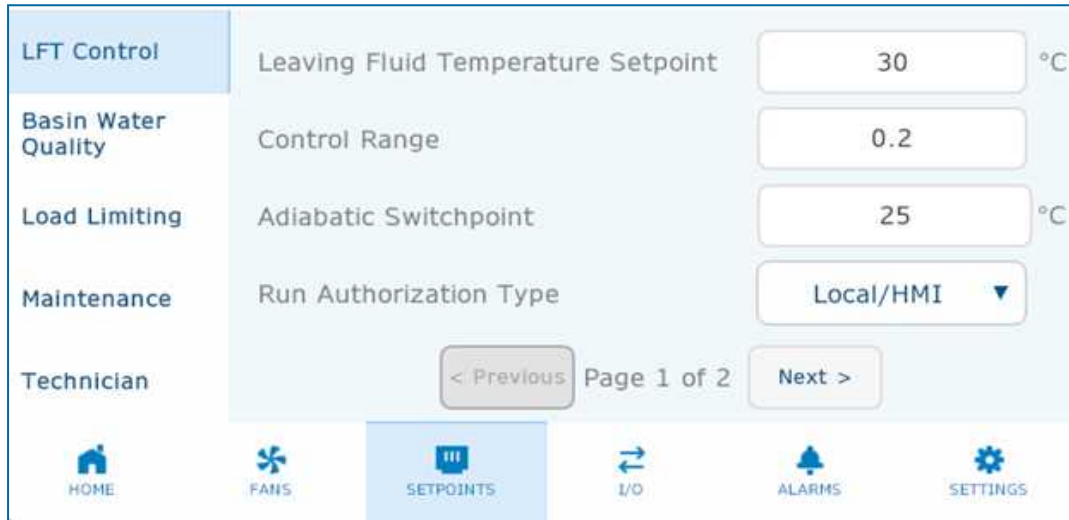 LFT Control
Basin Water
Quality
Load Limiting
Maintenance
Technician
Leaving Fluid Temperature Setpoint 30 °C
Control Range 0.2
Adiabatic Switchpoint 25 °C
Run Authorization Type Local/HMI ▼
< Previous Page 1 of 2 Next >
HOME FANS SETPOINTS I/O ALARMS SETTINGS